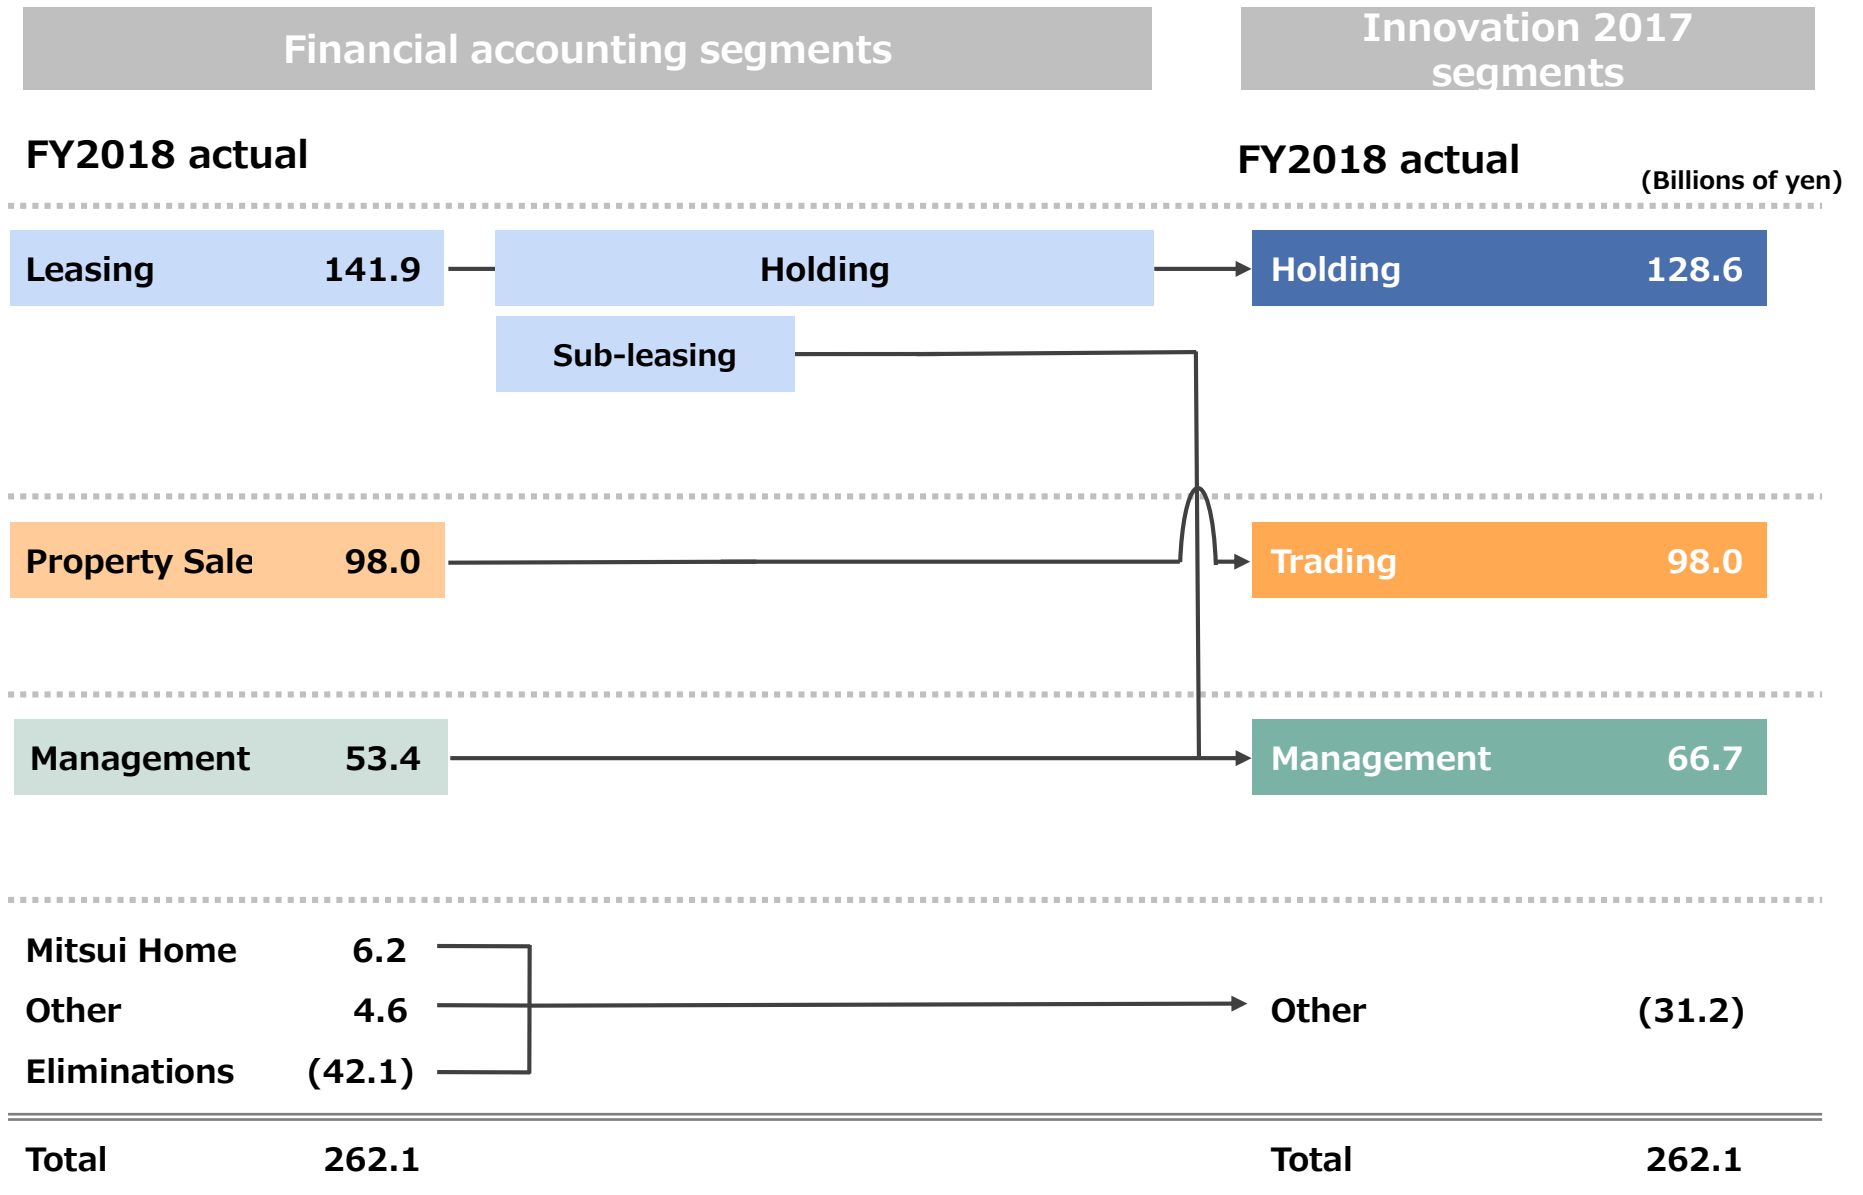 Financial accounting segments
Innovation 2017
segments
FY2018 actual
FY2018 actual
(Billions of yen)
Leasing 141.9
Holding
Holding 128.6
Sub-leasing
Property Sale 98.0
Trading 98.0
Management 53.4
Management 66.7
Mitsui Home 6.2
Other 4.6
Other (31.2)
Eliminations (42.1)
Total 262.1
Total 262.1